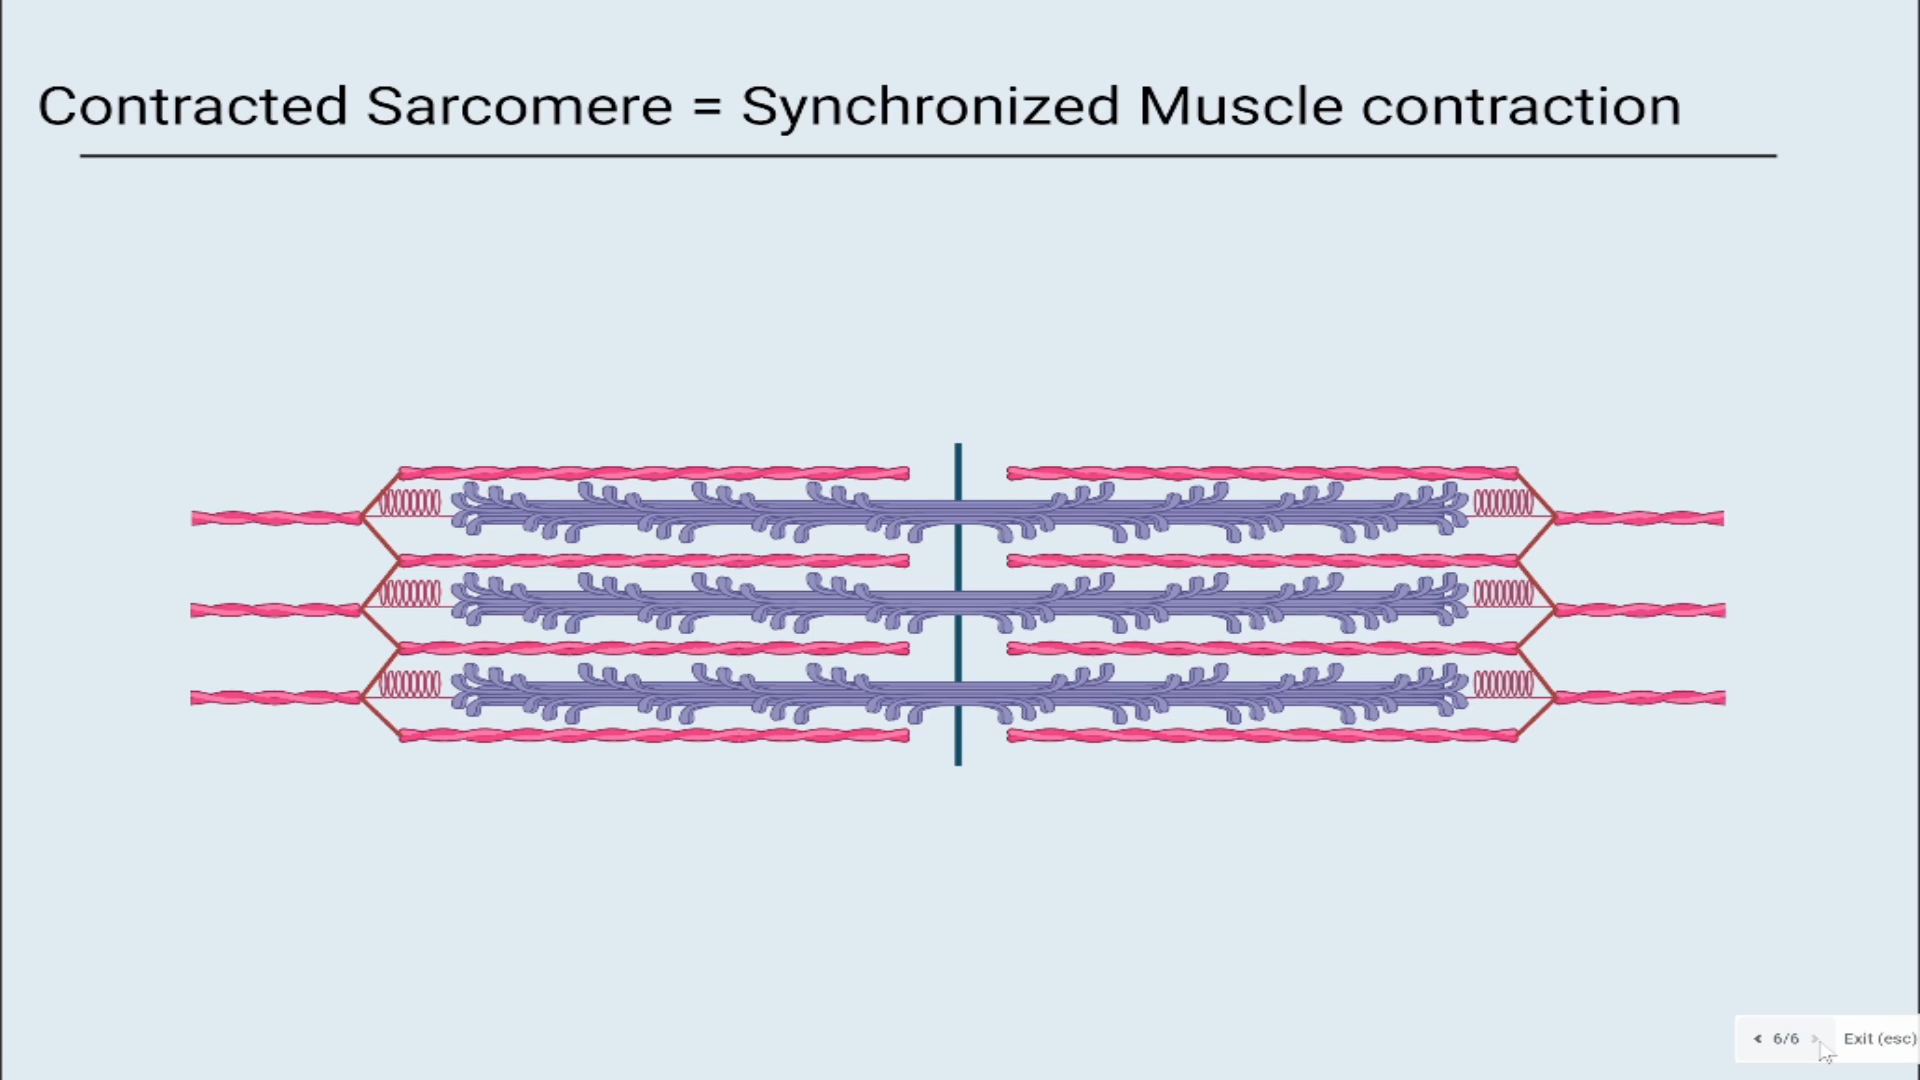 Contracted Sarcomere = Synchronized Muscle contraction
6/6
Exit (esc)